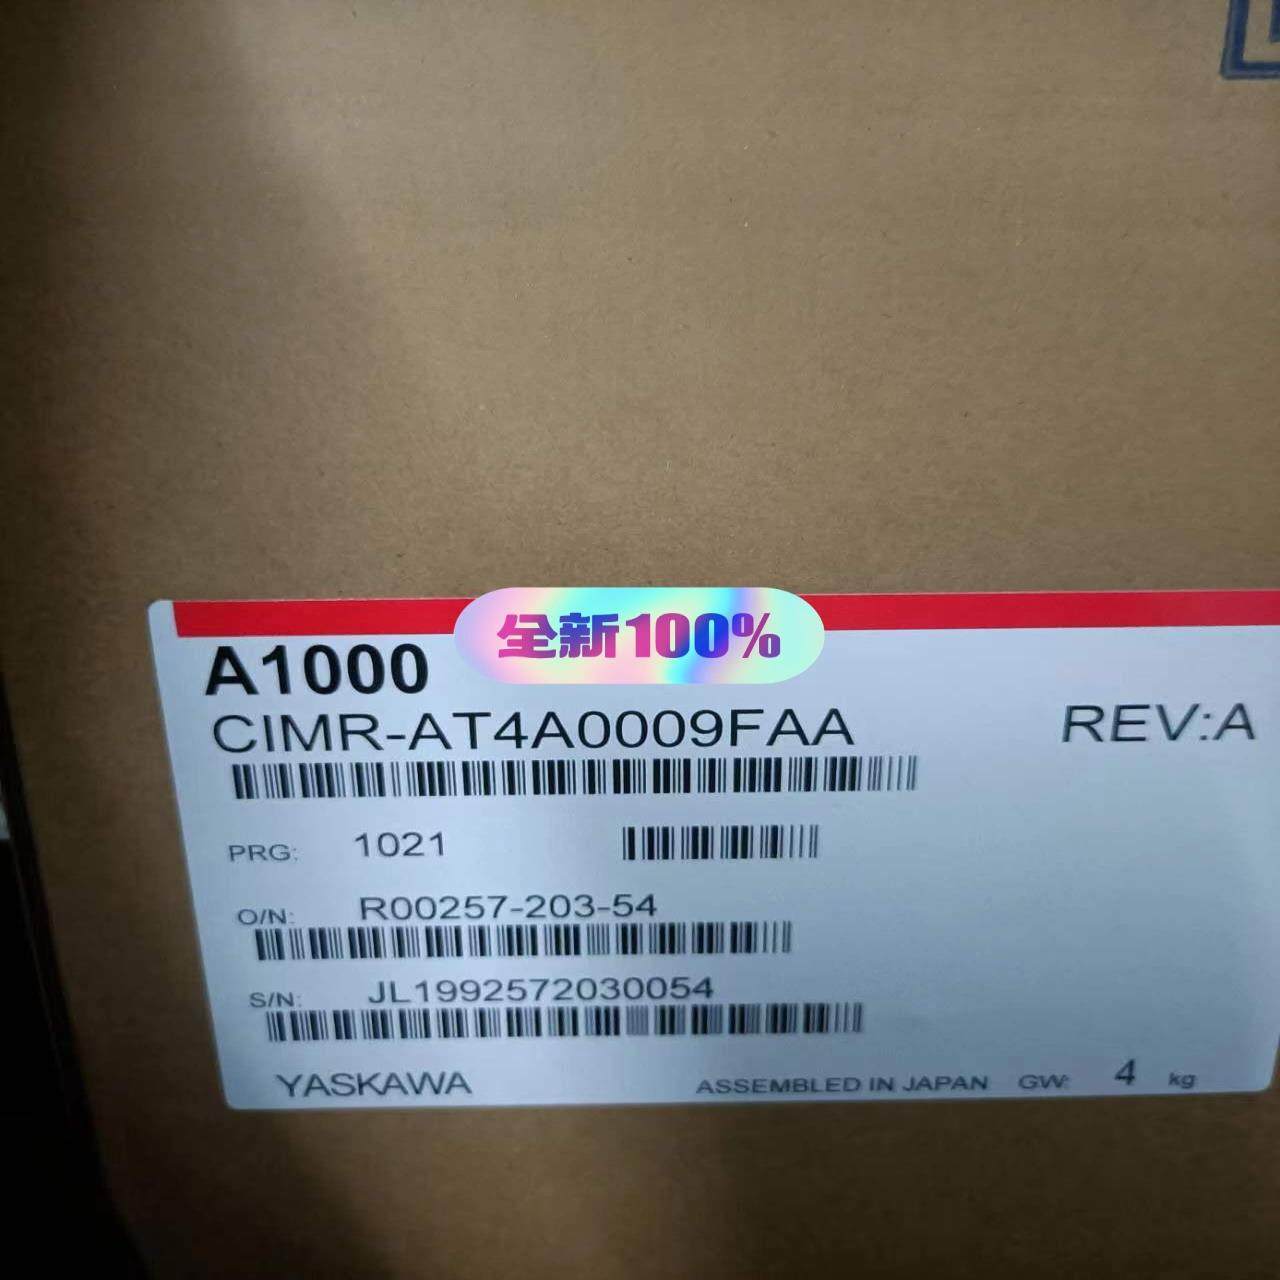 全新100%
A1000
CIMR-AT4A0009FAA REV:A
PRG: 1021
O/N: R00257-203-54
S/N: JL1992572030054
YASKAWA ASSEMBLED IN JAPAN GW: 4 kg